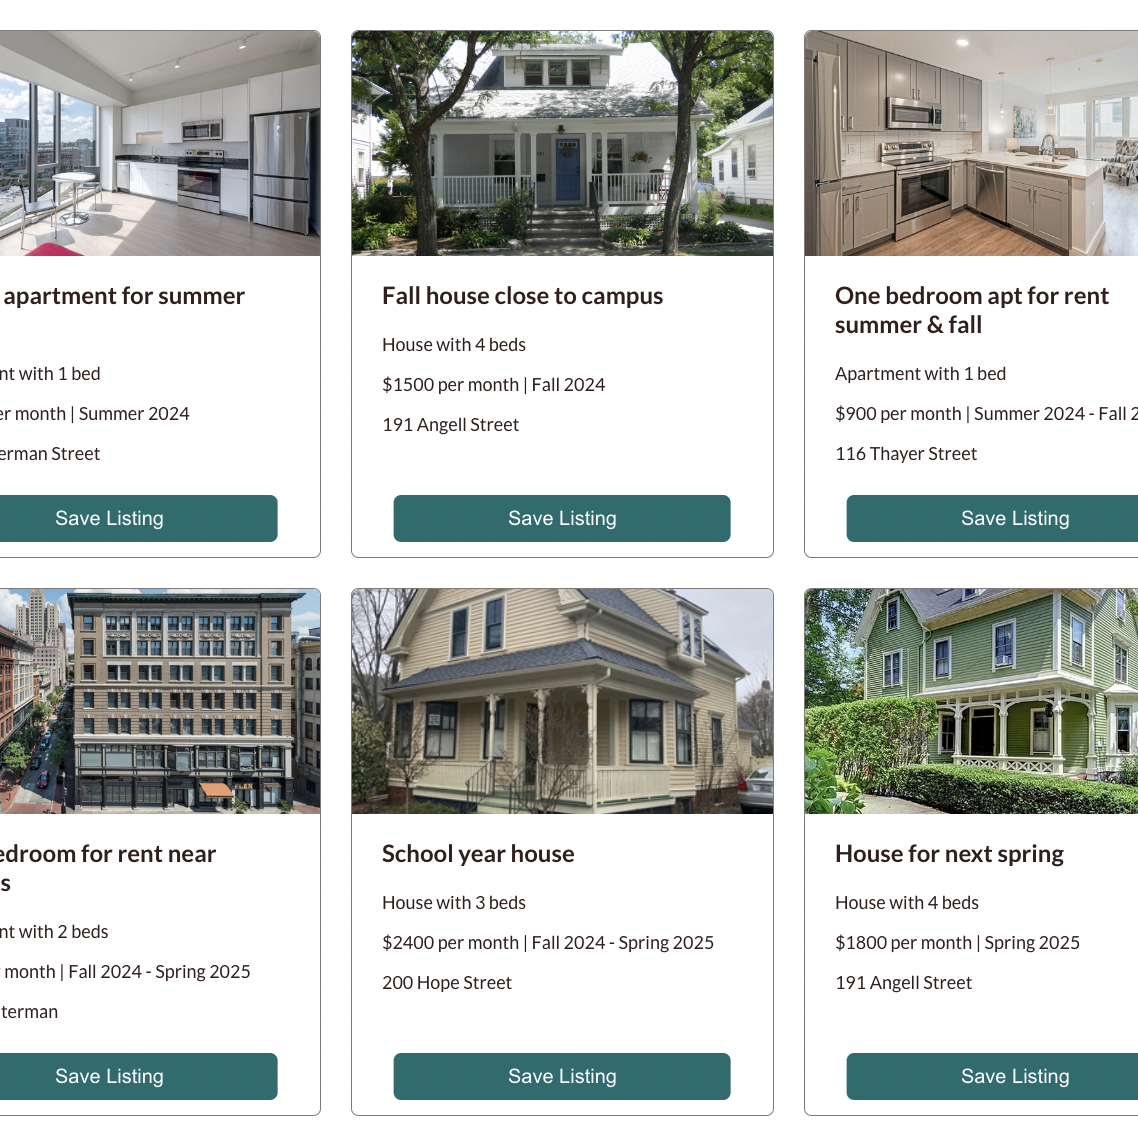 apartment for summer
Fall house close to campus
One bedroom apt for rent
summer & fall
nt with 1 bed
House with 4 beds
Apartment with 1 bed
er month | Summer 2024
$1500 per month | Fall 2024
$900 per month | Summer 2024 - Fall 2
erman Street
191 Angell Street
116 Thayer Street
Save Listing
Save Listing
Save Listing
edroom for rent near
s
School year house
House for next spring
nt with 2 beds
House with 3 beds
House with 4 beds
month | Fall 2024 - Spring 2025
$2400 per month | Fall 2024 - Spring 2025
$1800 per month | Spring 2025
terman
200 Hope Street
191 Angell Street
Save Listing
Save Listing
Save Listing